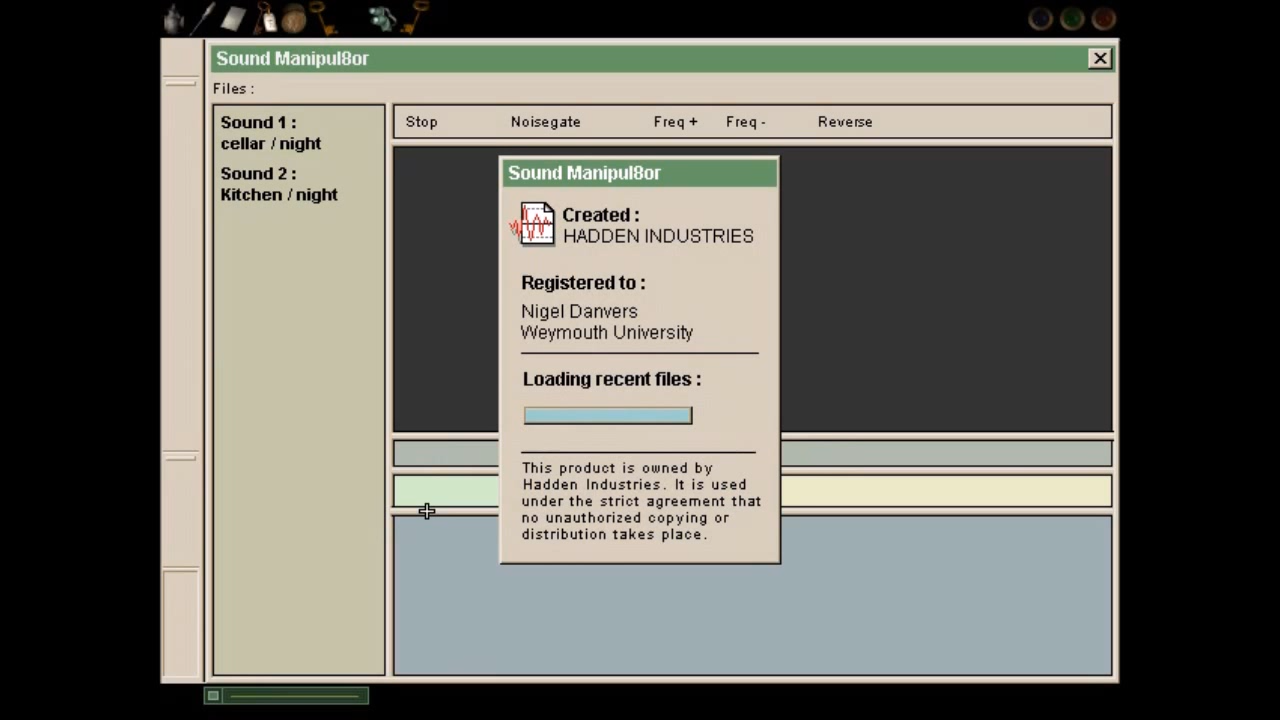 Sound Manipul8or
Files :
Sound 1 :
cellar / night
Sound 2 :
Kitchen / night
Stop Noisegate Freq + Freq - Reverse
Sound Manipul8or
Created :
HADDEN INDUSTRIES
Registered to :
Nigel Danvers
Weymouth University
Loading recent files :
This product is owned by
Hadden Industries. It is used
under the strict agreement that
no unauthorized copying or
distribution takes place.